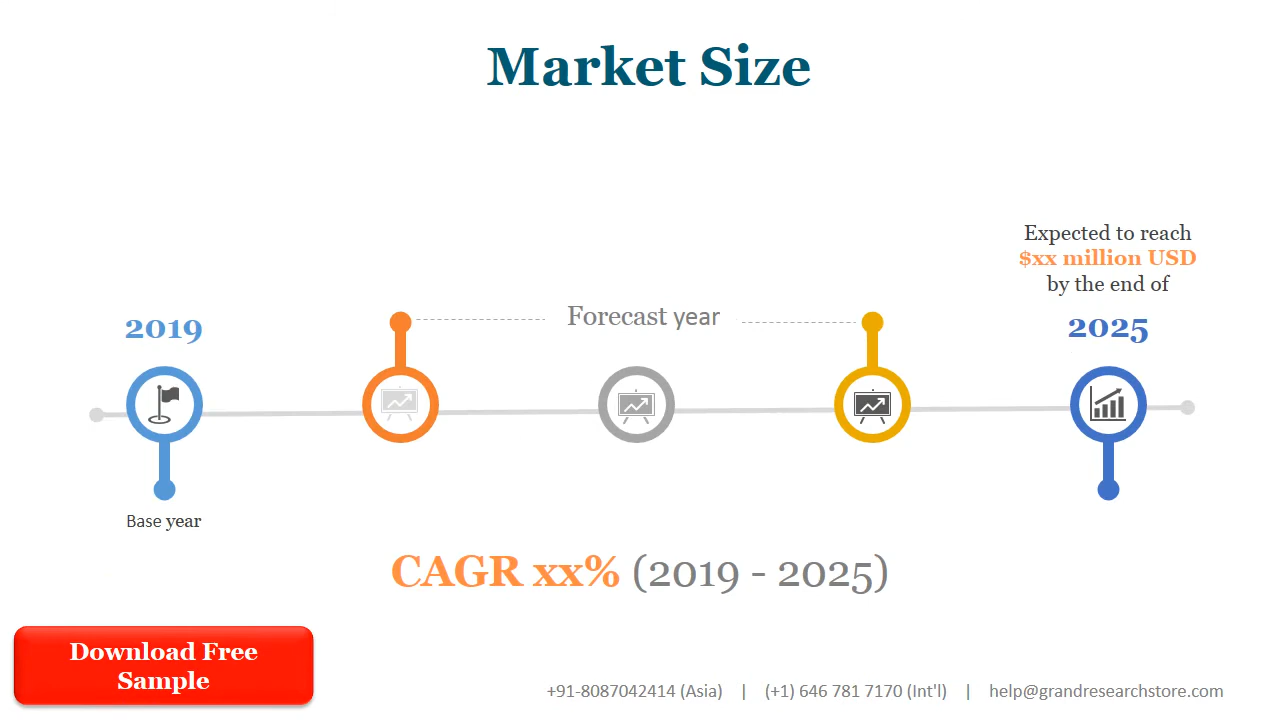 Market Size
Expected to reach
$xx million USD
by the end of
2025
2019
Forecast year
Base year
CAGR xx% (2019 - 2025)
Download Free
Sample
+91-8087042414 (Asia) | (+1) 646 781 7170 (Int'l) | help@grandresearchstore.com